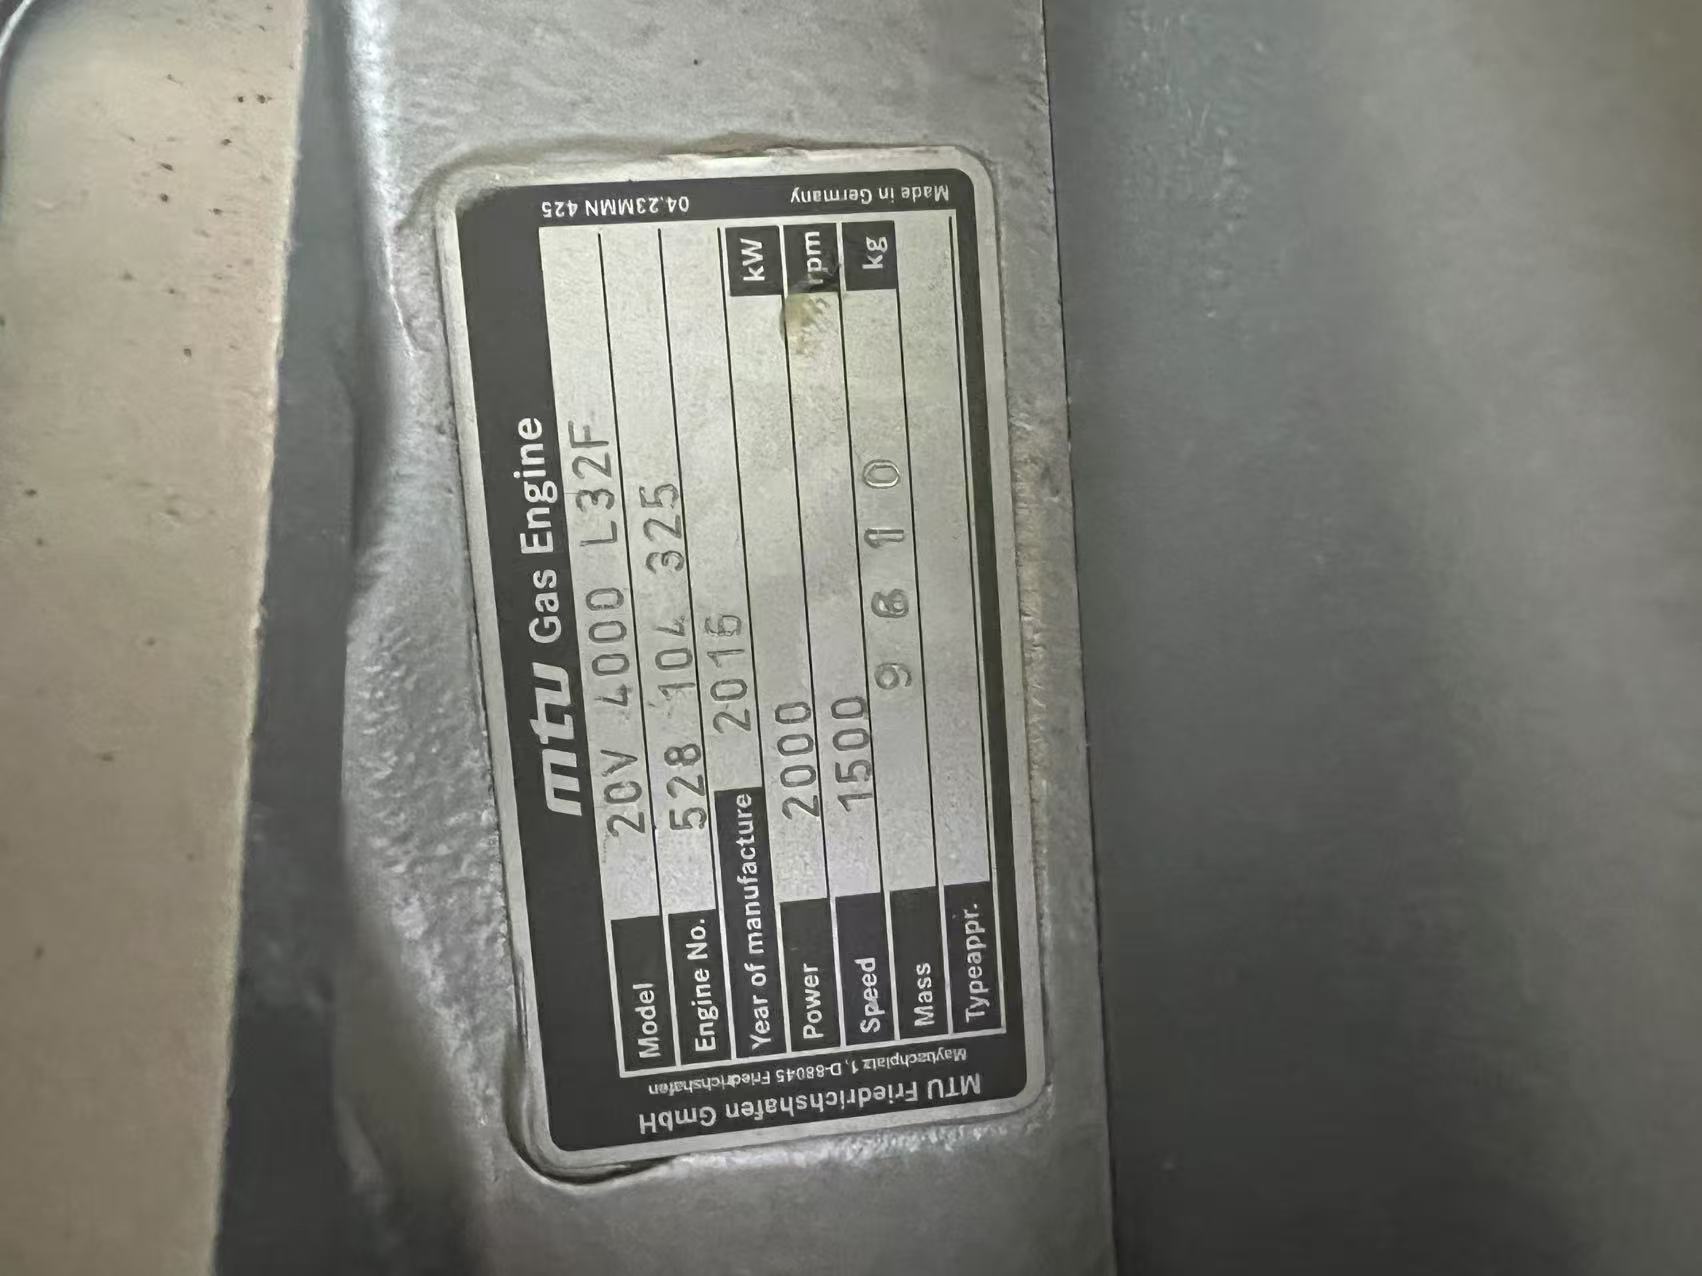 mtu Gas Engine
Model 20V 4000 L32F
Engine No. 528 104 325
Year of manufacture 2016
Power 2000 kW
Speed 1500 rpm
Mass kg
Typeappr.
MTU Friedrichshafen GmbH
Maybachplatz 1, D-88045 Friedrichshafen
04.23MMN 425
Made in Germany